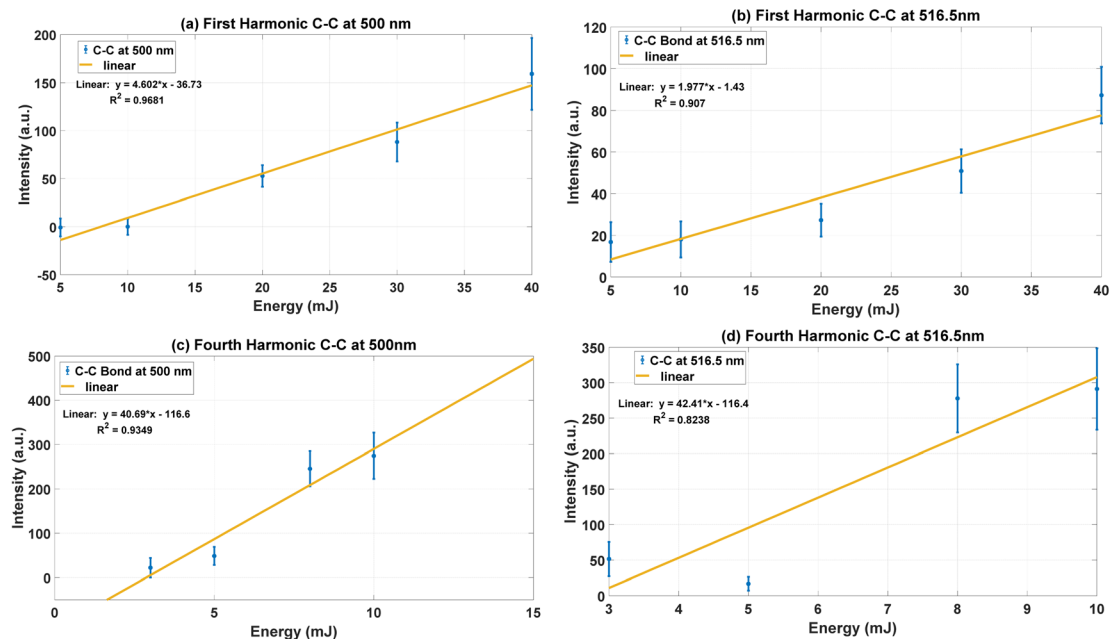 (a) First Harmonic C-C at 500 nm
200
150
100
50
0
-50
Intensity (a.u.)
C-C at 500 nm
linear
Linear: y = 4.602*x - 36.73
R² = 0.9681
5 10 15 20 25 30 35 40
Energy (mJ)
(b) First Harmonic C-C at 516.5nm
120
100
80
60
40
20
0
Intensity (a.u.)
C-C Bond at 516.5 nm
linear
Linear: y = 1.977*x - 1.43
R² = 0.907
5 10 15 20 25 30 35 40
Energy (mJ)
(c) Fourth Harmonic C-C at 500nm
500
400
300
200
100
0
Intensity (a.u.)
C-C Bond at 500 nm
linear
Linear: y = 40.69*x - 116.6
R² = 0.9349
0 5 10 15
Energy (mJ)
(d) Fourth Harmonic C-C at 516.5nm
350
300
250
200
150
100
50
0
Intensity (a.u.)
C-C at 516.5 nm
linear
Linear: y = 42.41*x - 116.4
R² = 0.8238
3 4 5 6 7 8 9 10
Energy (mJ)